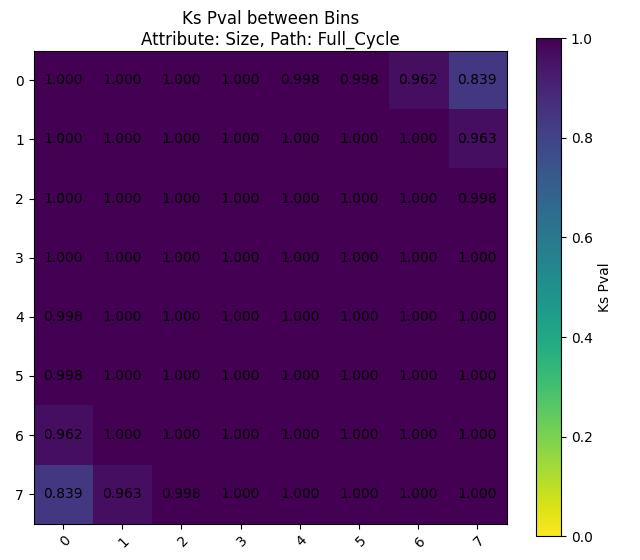 Ks Pval between Bins
Attribute: Size, Path: Full_Cycle
0 1.000 1.000 1.000 1.000 0.998 0.998 0.962 0.839
1 1.000 1.000 1.000 1.000 1.000 1.000 1.000 0.963
2 1.000 1.000 1.000 1.000 1.000 1.000 1.000 0.998
3 1.000 1.000 1.000 1.000 1.000 1.000 1.000 1.000
4 0.998 1.000 1.000 1.000 1.000 1.000 1.000 1.000
5 0.998 1.000 1.000 1.000 1.000 1.000 1.000 1.000
6 0.962 1.000 1.000 1.000 1.000 1.000 1.000 1.000
7 0.839 0.963 0.998 1.000 1.000 1.000 1.000 1.000
0 1 2 3 4 5 6 7
1.0
0.8
0.6
0.4
0.2
0.0
Ks Pval